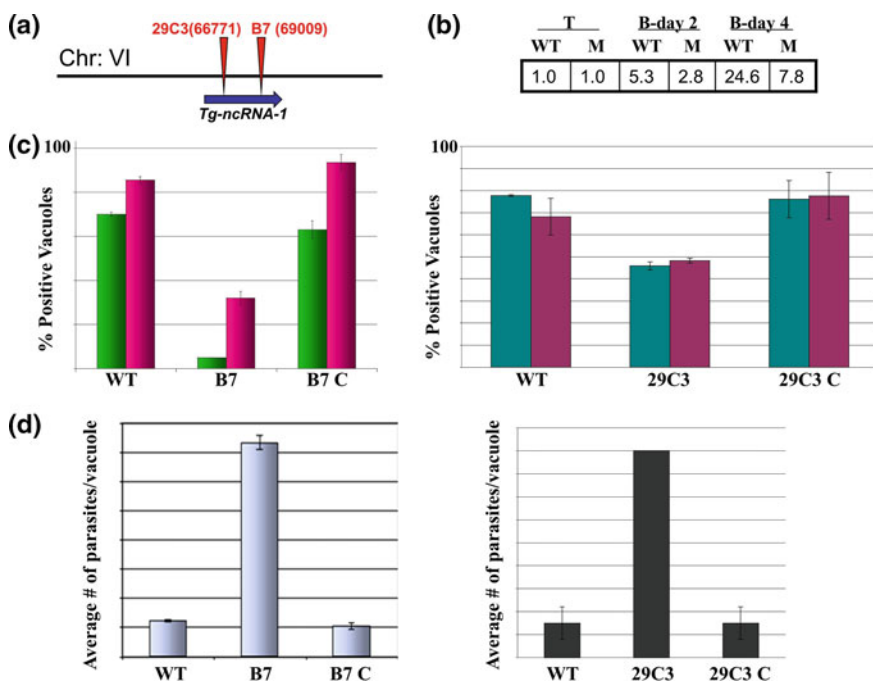 (a)
29C3(66771) B7 (69009)
Chr: VI
Tg-ncRNA-1
(b)
T B-day 2 B-day 4
WT M WT M WT M
1.0 1.0 5.3 2.8 24.6 7.8
(c)
100
% Positive Vacuoles
WT B7 B7 C
100
% Positive Vacuoles
WT 29C3 29C3 C
(d)
Average # of parasites/vacuole
WT B7 B7 C
Average # of parasites/vacuole
WT 29C3 29C3 C